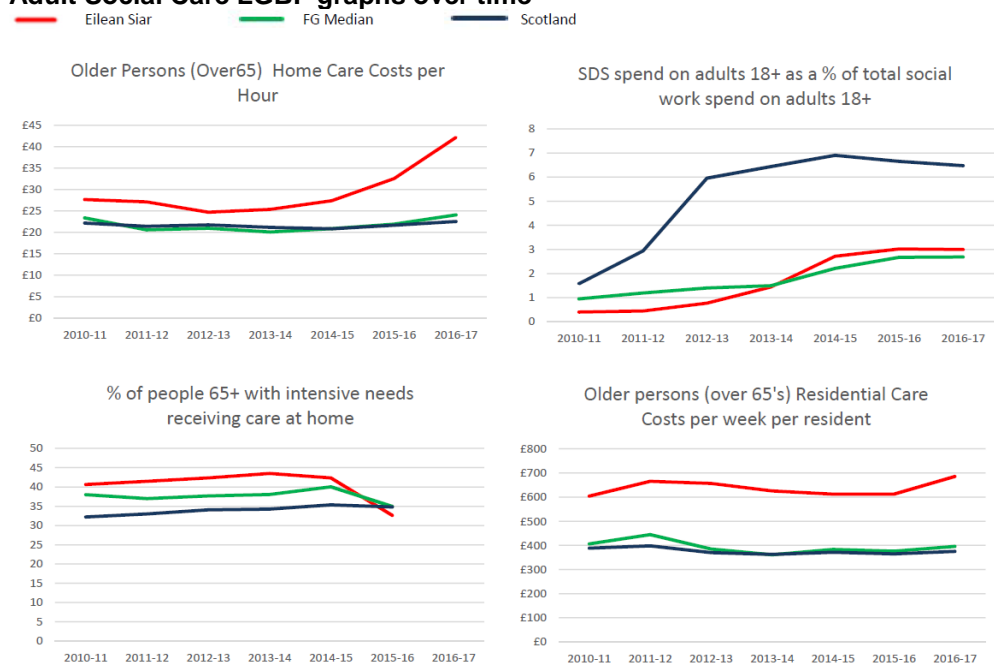 Adult Social Care LGBF graphs over time
Eilean Siar FG Median Scotland
Older Persons (Over65) Home Care Costs per
Hour
£45
£40
£35
£30
£25
£20
£15
£10
£5
£0
2010-11 2011-12 2012-13 2013-14 2014-15 2015-16 2016-17
SDS spend on adults 18+ as a % of total social
work spend on adults 18+
8
7
6
5
4
3
2
1
0
2010-11 2011-12 2012-13 2013-14 2014-15 2015-16 2016-17
% of people 65+ with intensive needs
receiving care at home
50
45
40
35
30
25
20
15
10
5
0
2010-11 2011-12 2012-13 2013-14 2014-15 2015-16 2016-17
Older persons (over 65's) Residential Care
Costs per week per resident
£800
£700
£600
£500
£400
£300
£200
£100
£0
2010-11 2011-12 2012-13 2013-14 2014-15 2015-16 2016-17